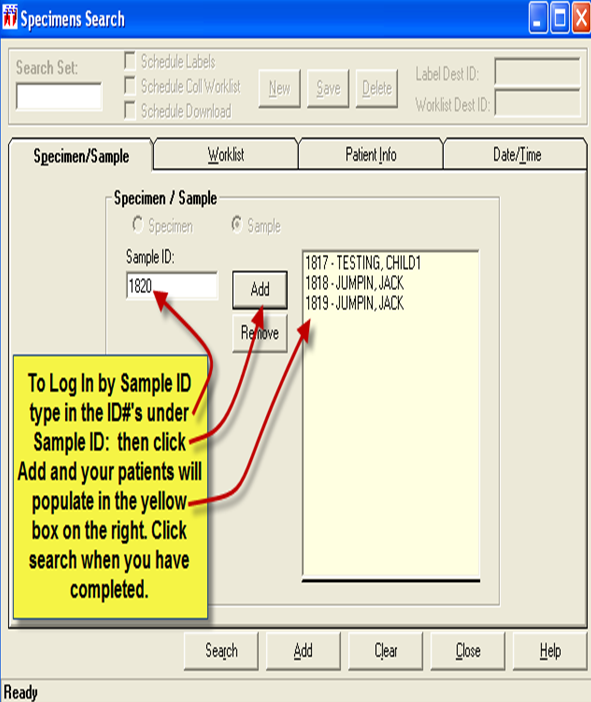 Specimens Search
Search Set:
Schedule Labels
Schedule Coll Worklist
Schedule Download
New
Save
Delete
Label Dest ID:
Worklist Dest ID:
Specimen/Sample
Worklist
Patient Info
Date/Time
Specimen / Sample
Specimen
Sample
Sample ID:
1820
Add
Remove
1817 - TESTING, CHILD1
1818 - JUMPIN, JACK
1819 - JUMPIN, JACK
To Log In by Sample ID
type in the ID#'s under
Sample ID: then click
Add and your patients will
populate in the yellow
box on the right. Click
search when you have
completed.
Search
Add
Clear
Close
Help
Ready